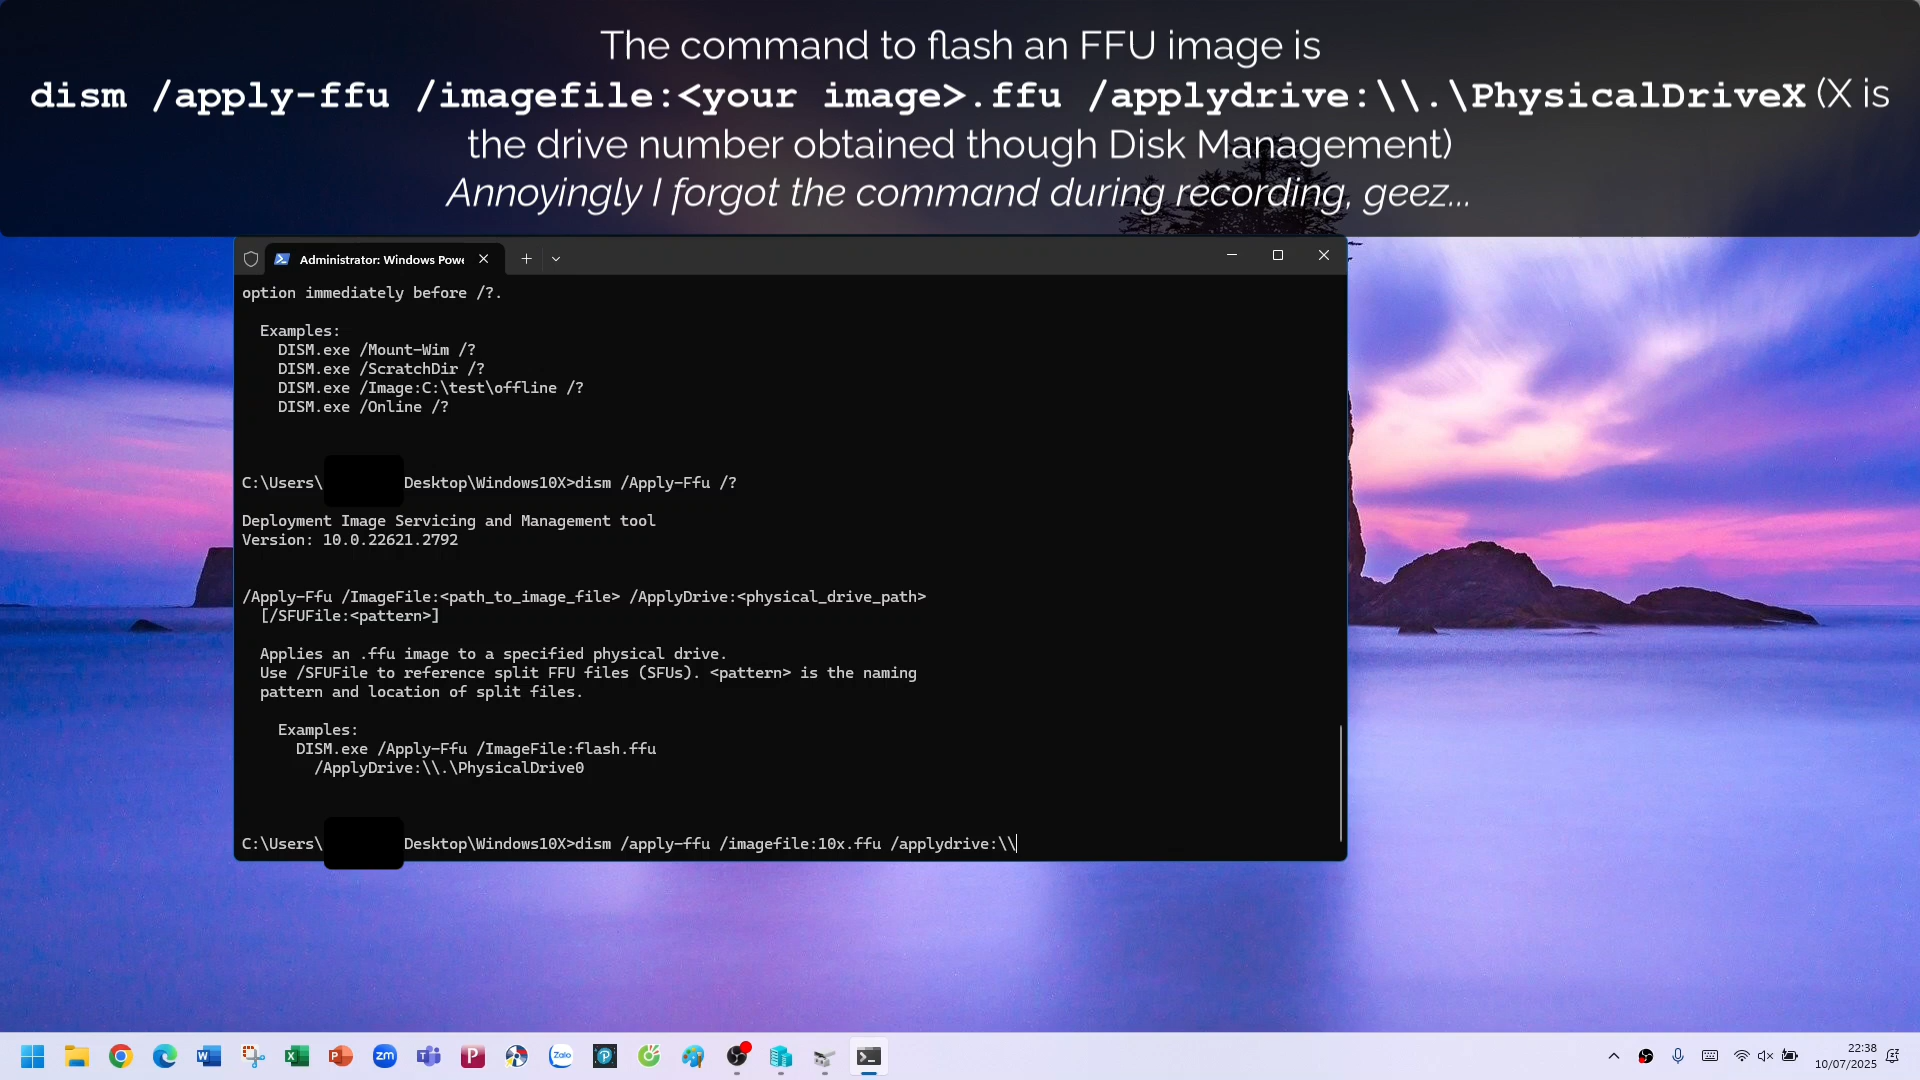 The command to flash an FFU image is
dism /apply-ffu /imagefile:<your image>.ffu /applydrive:\\.\PhysicalDriveX (X is
the drive number obtained though Disk Management)
Annoyingly I forgot the command during recording, geez...
Administrator: Windows Powe
option immediately before /?.
Examples:
DISM.exe /Mount-Wim /?
DISM.exe /ScratchDir /?
DISM.exe /Image:C:\test\offline /?
DISM.exe /Online /?
C:\Users\ Desktop\Windows10X>dism /Apply-Ffu /?
Deployment Image Servicing and Management tool
Version: 10.0.22621.2792
/Apply-Ffu /ImageFile:<path_to_image_file> /ApplyDrive:<physical_drive_path>
[/SFUFile:<pattern>]
Applies an .ffu image to a specified physical drive.
Use /SFUFile to reference split FFU files (SFUs). <pattern> is the naming
pattern and location of split files.
Examples:
DISM.exe /Apply-Ffu /ImageFile:flash.ffu
/ApplyDrive:\\.\PhysicalDrive0
C:\Users\ Desktop\Windows10X>dism /apply-ffu /imagefile:10x.ffu /applydrive:\\
zm
Zalo
22:38
10/07/2025